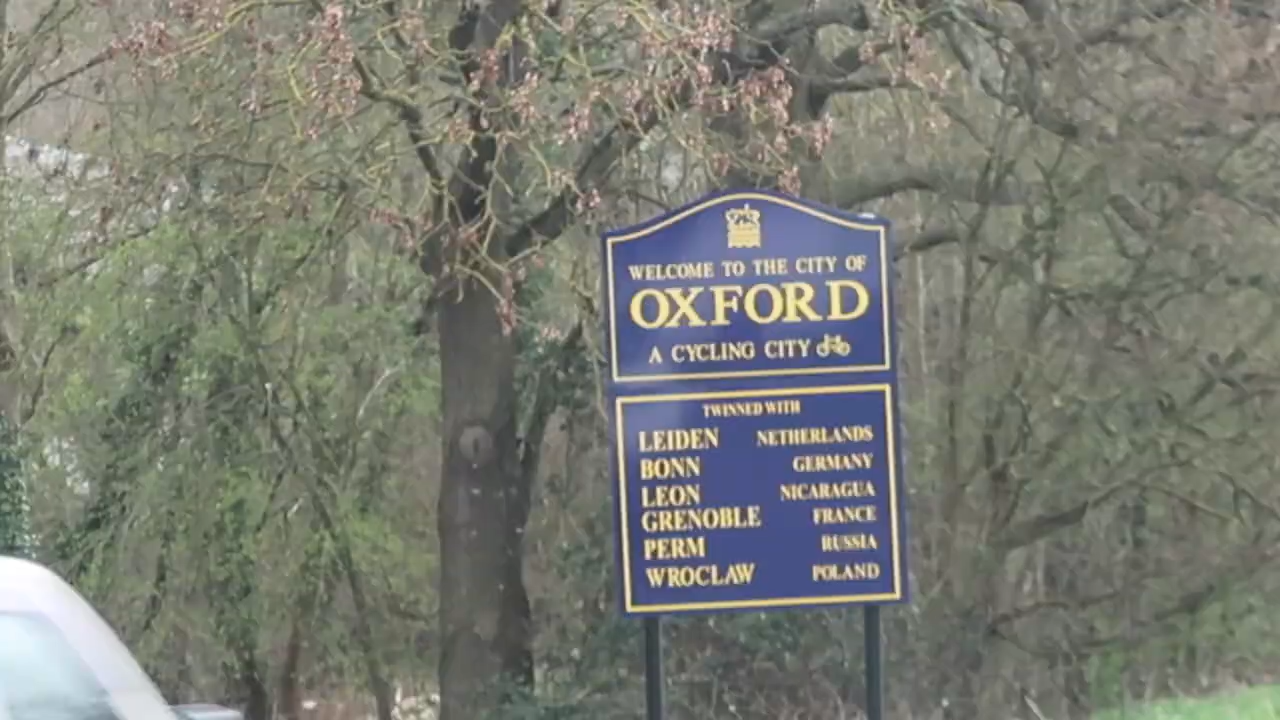 WELCOME TO THE CITY OF
OXFORD
A CYCLING CITY
TWINNED WITH
LEIDEN NETHERLANDS
BONN GERMANY
LEON NICARAGUA
GRENOBLE FRANCE
PERM RUSSIA
WROCLAW POLAND